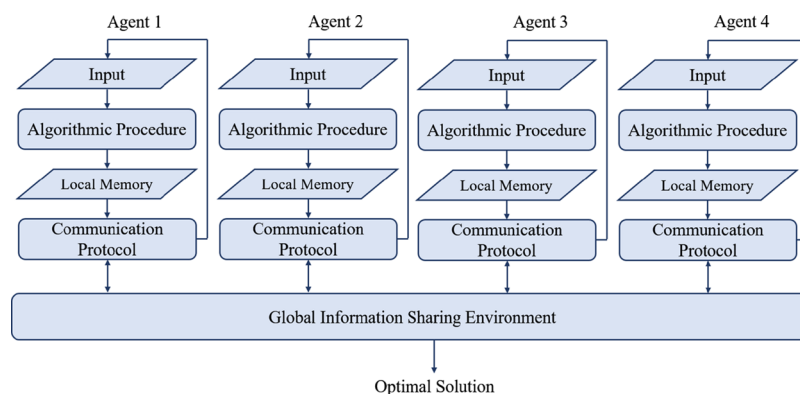 Agent 1
Agent 2
Agent 3
Agent 4
Input
Input
Input
Input
Algorithmic Procedure
Algorithmic Procedure
Algorithmic Procedure
Algorithmic Procedure
Local Memory
Local Memory
Local Memory
Local Memory
Communication
Protocol
Communication
Protocol
Communication
Protocol
Communication
Protocol
Global Information Sharing Environment
Optimal Solution